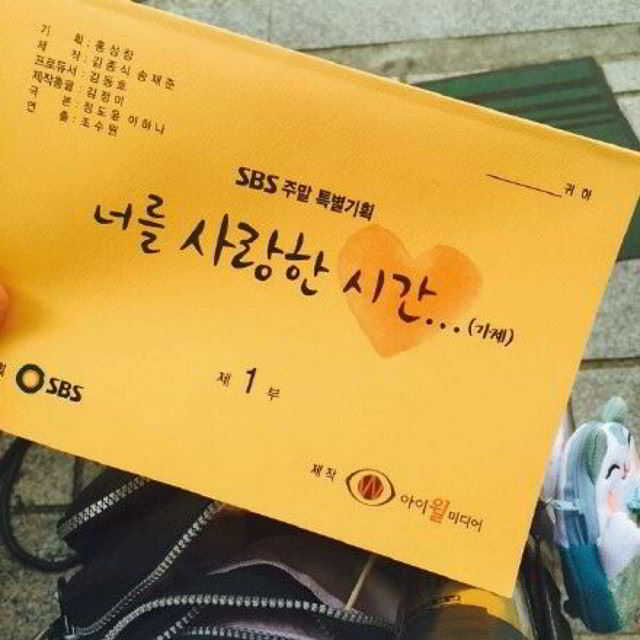 기 획 : 홍성창
제 작 : 김종식 송재준
프로듀서 : 김동호
제작총괄 : 김정미
극 본 : 정도윤 이하나
연 출 : 조수원
귀하
SBS 주말 특별기획
너를 사랑한 시간...(가제)
제 1 부
획 SBS
제작 아이윌미디어